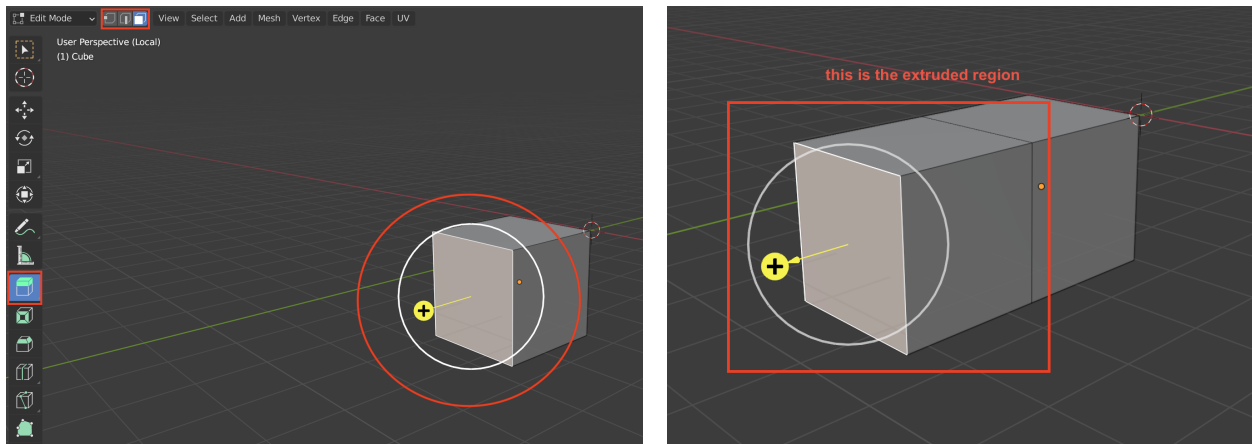 Edit Mode View Select Add Mesh Vertex Edge Face UV
User Perspective (Local)
(1) Cube
this is the extruded region